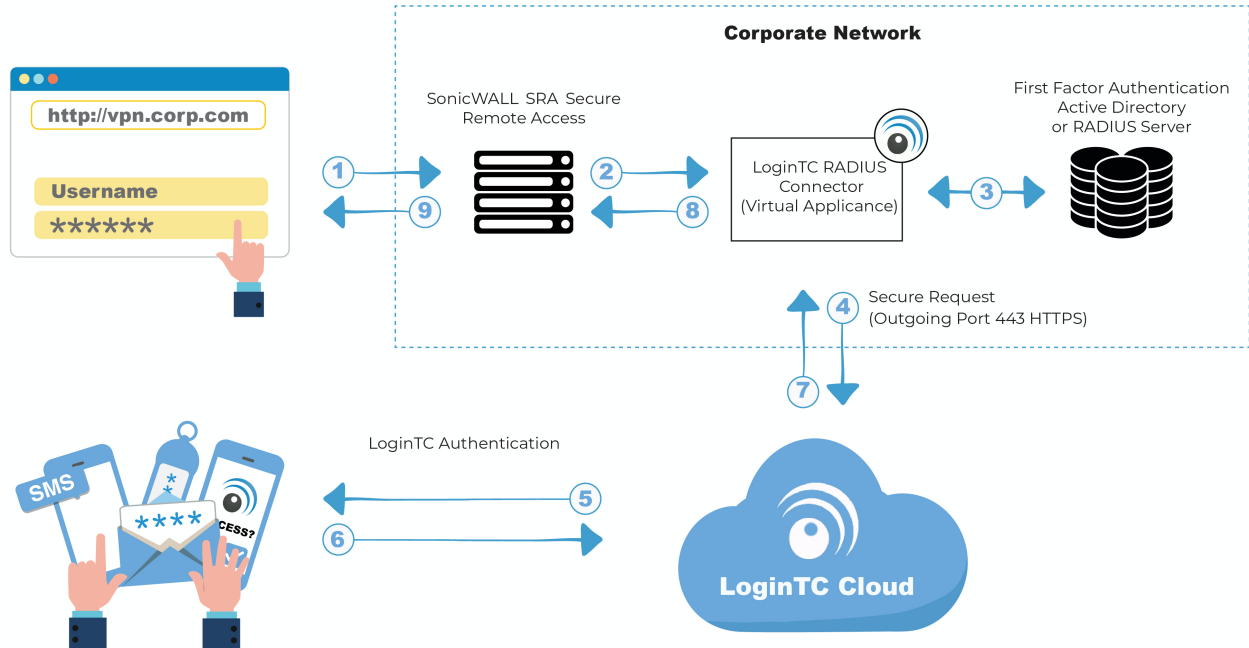 Corporate Network
http://vpn.corp.com
Username
******
SonicWALL SRA Secure
Remote Access
LoginTC RADIUS
Connector
(Virtual Applicance)
First Factor Authentication
Active Directory
or RADIUS Server
1
2
3
9
8
4
Secure Request
(Outgoing Port 443 HTTPS)
7
LoginTC Authentication
5
6
SMS
**
****
CESS?
LoginTC Cloud